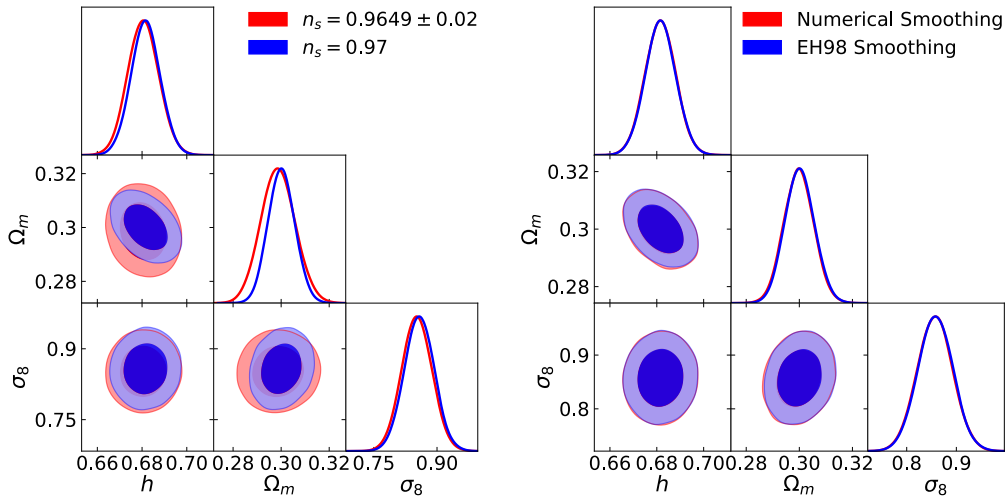 n_s = 0.9649 ± 0.02
n_s = 0.97
0.32
0.30
0.28
Ω_m
0.9
0.75
σ_8
0.66 0.68 0.70
h
0.28 0.30 0.32
Ω_m
0.75 0.90
σ_8
Numerical Smoothing
EH98 Smoothing
0.32
0.3
0.28
Ω_m
0.9
0.8
σ_8
0.66 0.68 0.70
h
0.28 0.30 0.32
Ω_m
0.8 0.9
σ_8